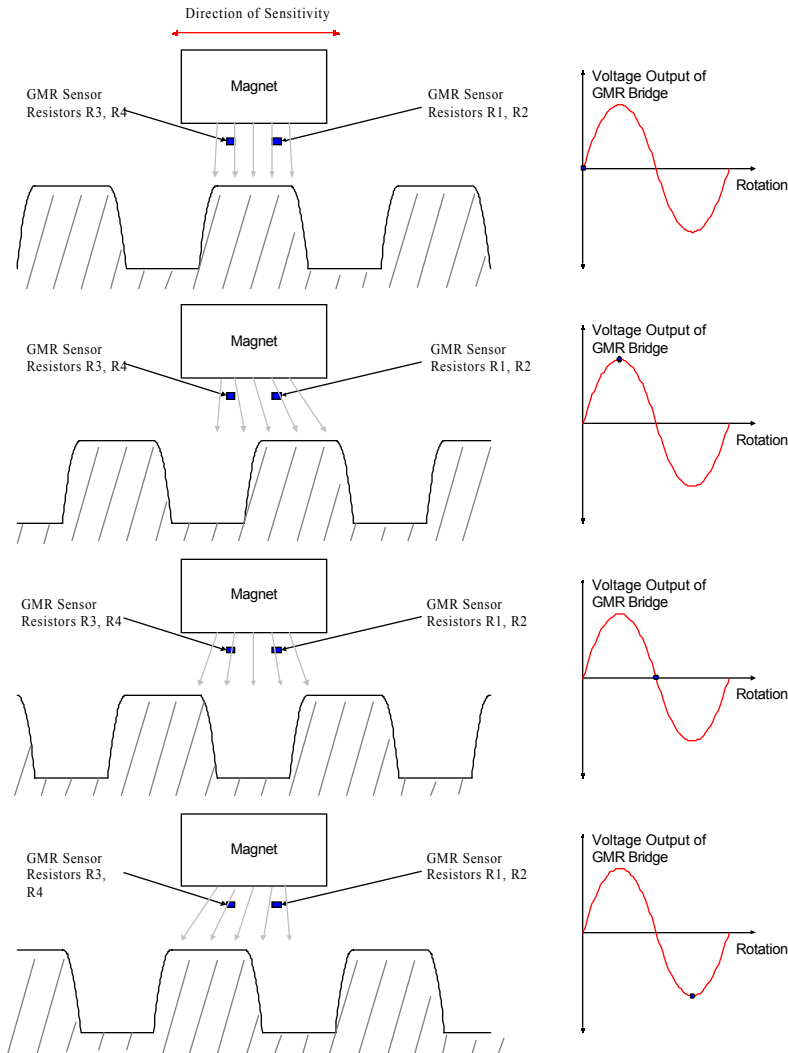 Direction of Sensitivity
Magnet
GMR Sensor
Resistors R3, R4
GMR Sensor
Resistors R1, R2
Voltage Output of
GMR Bridge
Rotation
GMR Sensor
Resistors R3, R4
Magnet
GMR Sensor
Resistors R1, R2
Voltage Output of
GMR Bridge
Rotation
Magnet
GMR Sensor
Resistors R3, R4
GMR Sensor
Resistors R1, R2
Voltage Output of
GMR Bridge
Rotation
GMR Sensor
Resistors R3,
R4
Magnet
GMR Sensor
Resistors R1, R2
Voltage Output of
GMR Bridge
Rotation